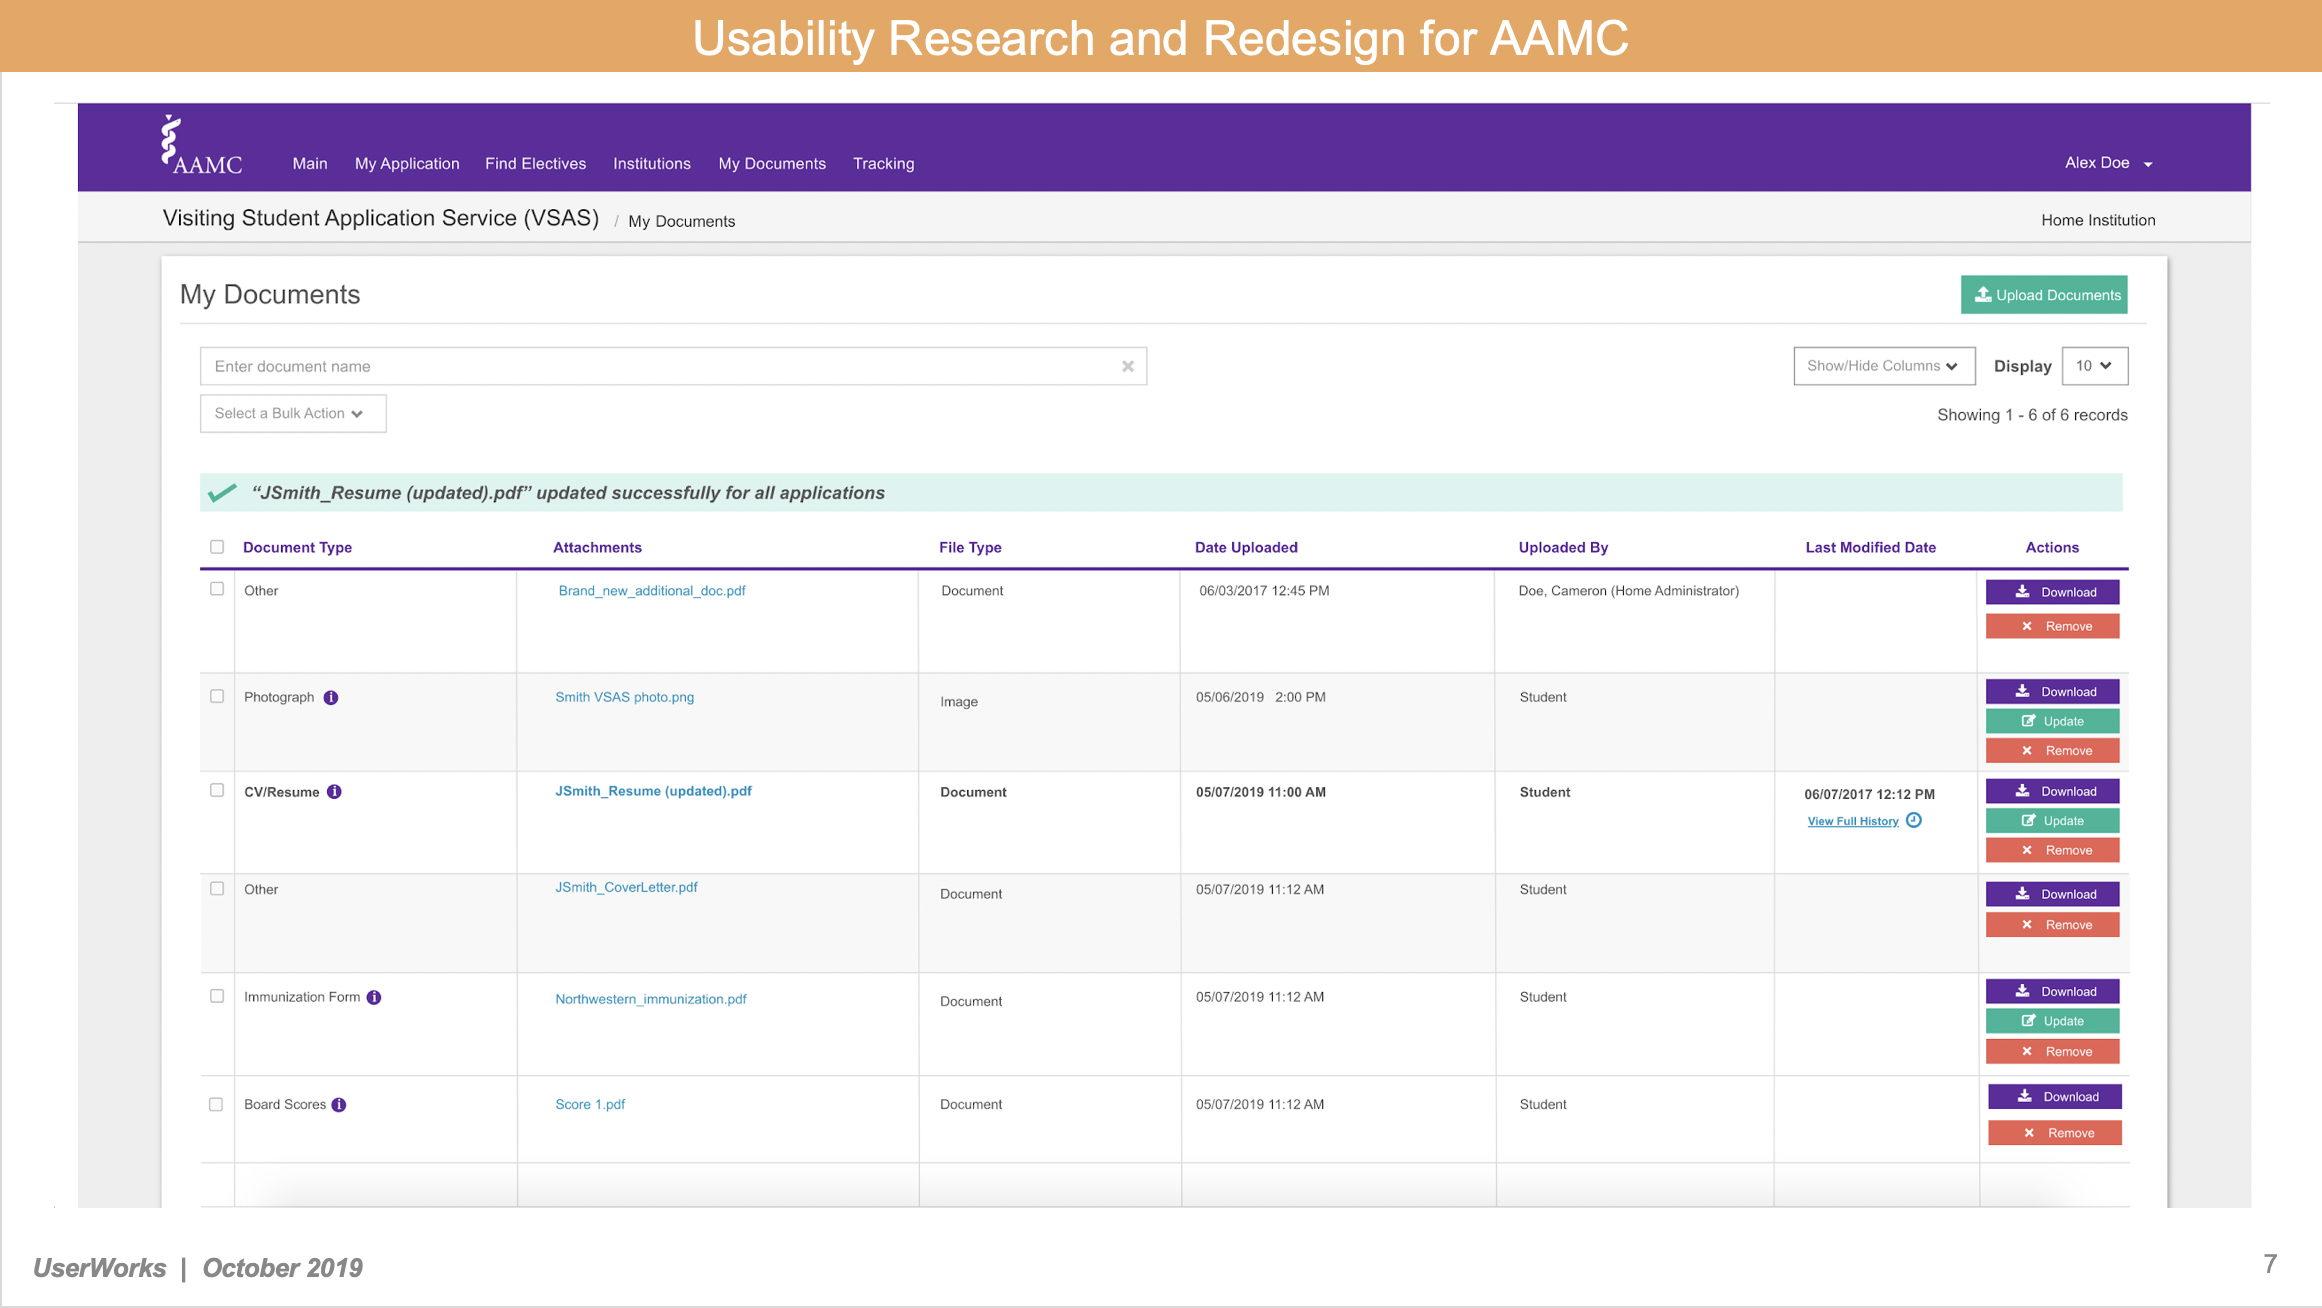 Usability Research and Redesign for AAMC
AAMC Main My Application Find Electives Institutions My Documents Tracking Alex Doe
Visiting Student Application Service (VSAS) / My Documents Home Institution
My Documents Upload Documents
Enter document name Show/Hide Columns Display 10
Select a Bulk Action Showing 1 - 6 of 6 records
“JSmith_Resume (updated).pdf” updated successfully for all applications
Document Type Attachments File Type Date Uploaded Uploaded By Last Modified Date Actions
Other Brand_new_additional_doc.pdf Document 06/03/2017 12:45 PM Doe, Cameron (Home Administrator) Download
Remove
Photograph Smith VSAS photo.png Image 05/06/2019 2:00 PM Student Download
Update
Remove
CV/Resume JSmith_Resume (updated).pdf Document 05/07/2019 11:00 AM Student 06/07/2017 12:12 PM Download
View Full History Update
Remove
Other JSmith_CoverLetter.pdf Document 05/07/2019 11:12 AM Student Download
Remove
Immunization Form Northwestern_immunization.pdf Document 05/07/2019 11:12 AM Student Download
Update
Remove
Board Scores Score 1.pdf Document 05/07/2019 11:12 AM Student Download
Remove
UserWorks | October 2019 7